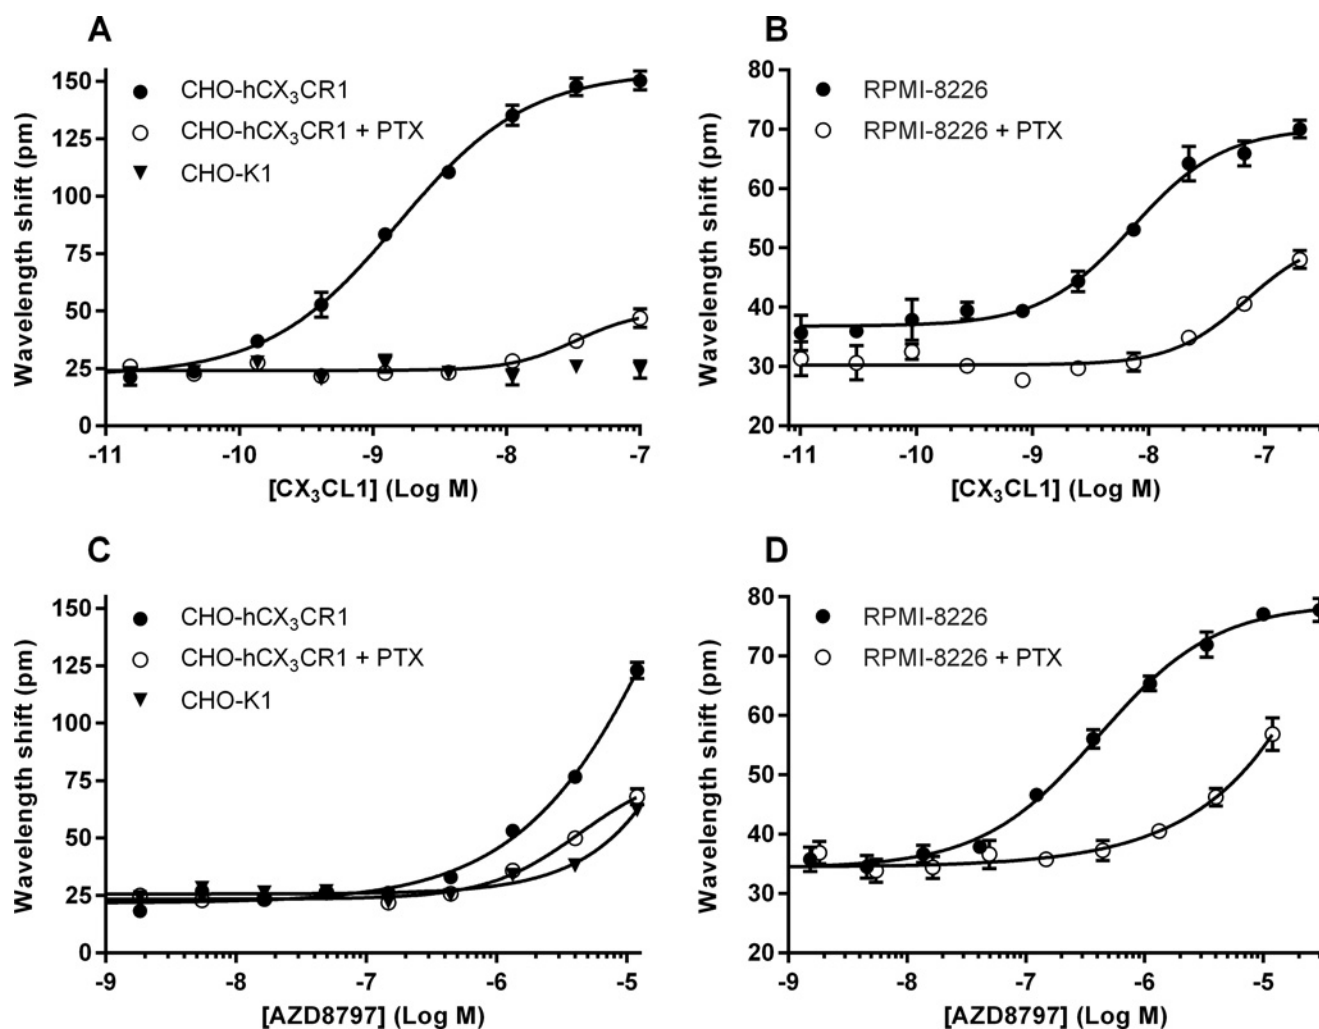 A
Wavelength shift (pm)
150
125
100
75
50
25
0
CHO-hCX₃CR1
CHO-hCX₃CR1 + PTX
CHO-K1
-11 -10 -9 -8 -7
[CX₃CL1] (Log M)
B
Wavelength shift (pm)
80
70
60
50
40
30
20
RPMI-8226
RPMI-8226 + PTX
-11 -10 -9 -8 -7
[CX₃CL1] (Log M)
C
Wavelength shift (pm)
150
125
100
75
50
25
0
CHO-hCX₃CR1
CHO-hCX₃CR1 + PTX
CHO-K1
-9 -8 -7 -6 -5
[AZD8797] (Log M)
D
Wavelength shift (pm)
80
70
60
50
40
30
20
RPMI-8226
RPMI-8226 + PTX
-9 -8 -7 -6 -5
[AZD8797] (Log M)